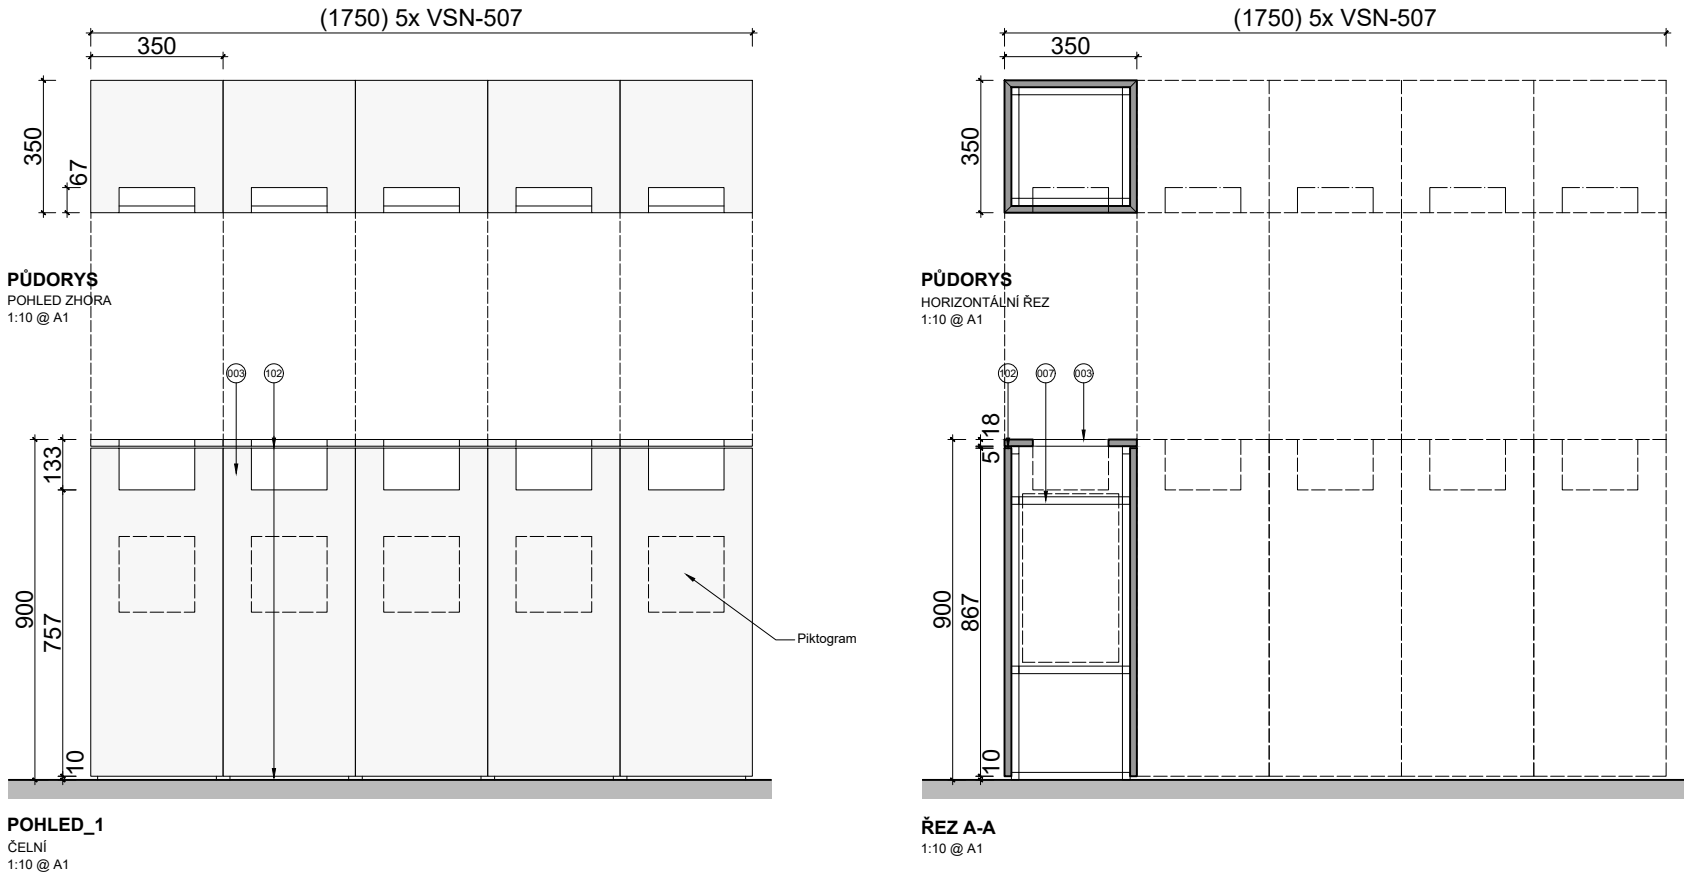 (1750) 5x VSN-507
350
350
67
PŮDORYS
POHLED ZHORA
1:10 @ A1
003
102
133
900
757
10
Piktogram
POHLED_1
ČELNÍ
1:10 @ A1
(1750) 5x VSN-507
350
350
PŮDORYS
HORIZONTÁLNÍ ŘEZ
1:10 @ A1
102
007
003
18
5
900
867
10
ŘEZ A-A
1:10 @ A1